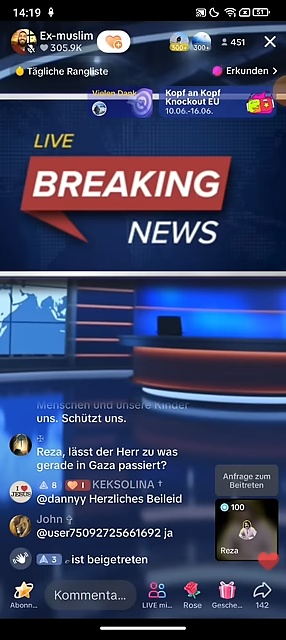 14:19
51
Ex-muslim
305.9K
300+
300+
451
Tägliche Rangliste
Erkunden >
Vielen Dank
Kopf an Kopf
Knockout EU
10.06.-16.06.
LIVE
BREAKING
NEWS
Menschen und unsere Kinder
uns. Schützt uns.
Reza, lässt der Herr zu was
gerade in Gaza passiert?
I ❤ JESUS
8
1
KEKSOLINA ✝
@dannyy Herzliches Beileid
John ✞
@user75092725661692 ja
3
ist beigetreten
Anfrage zum
Beitreten
100
Reza
Abonn...
Kommenta...
LIVE mi...
Rose
Gesche...
142